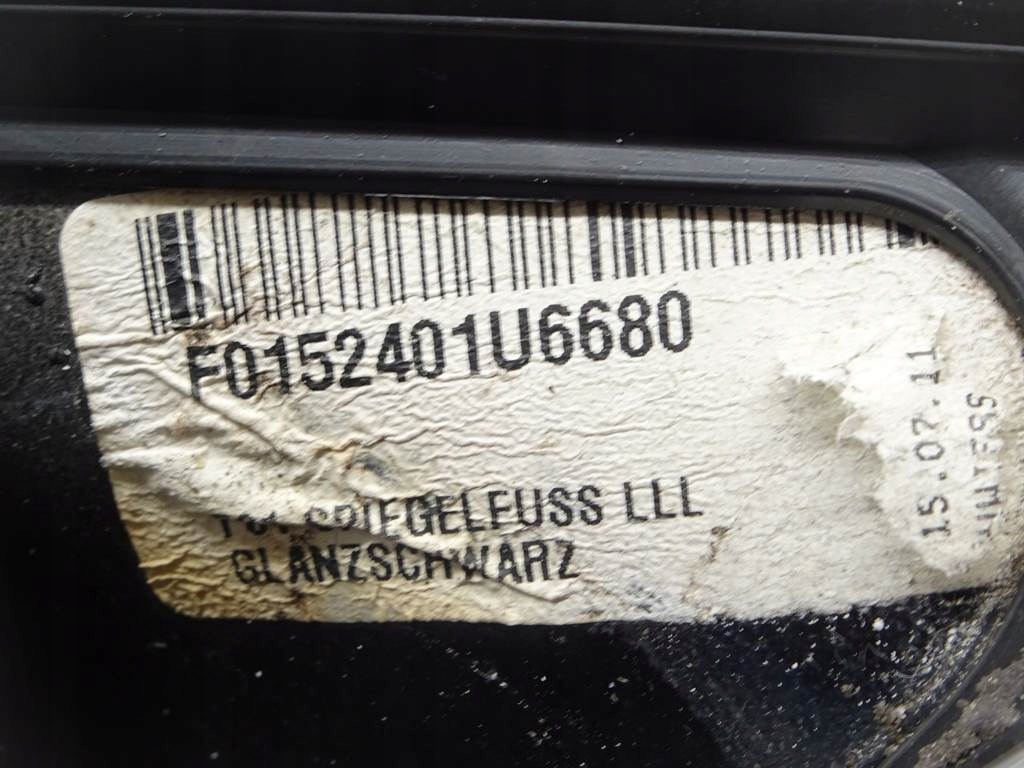 F0152401U6680
SPIEGELFUSS LLL
GLANZSCHWARZ
15.07.11